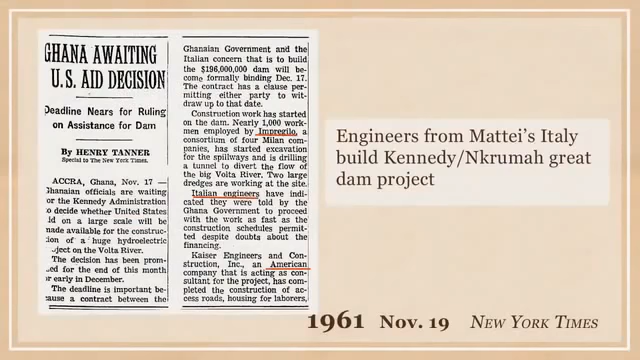 GHANA AWAITING
U.S. AID DECISION
Deadline Nears for Ruling
on Assistance for Dam
By HENRY TANNER
Special to The New York Times.
ACCRA, Ghana, Nov. 17 —
Ghanaian officials are waiting
for the Kennedy Administration
to decide whether United States
aid on a large scale will be
made available for the construc-
tion of a huge hydroelectric
project on the Volta River.
The decision has been prom-
ised for the end of this month
or early in December.
The deadline is important be-
cause a contract between the
Ghanaian Government and the
Italian concern that is to build
the $196,000,000 dam will be-
come formally binding Dec. 17.
The contract has a clause per-
mitting either party to wit-
draw up to that date.
Construction work has started
on the dam. Nearly 1,000 work-
men employed by Impregilo, a
consortium of four Milan com-
panies, has started excavation
for the spillways and is drilling
a tunnel to divert the flow of
the big Volta River. Two large
dredges are working at the site.
Italian engineers have indi-
cated they were told by the
Ghana Government to proceed
with the work as fast as the
construction schedules permit-
ted despite doubts about the
financing.
Kaiser Engineers and Con-
struction, Inc., an American
company that is acting as con-
sultant for the project, has com-
pleted the construction of ac-
cess roads, housing for laborers,
Engineers from Mattei's Italy
build Kennedy/Nkrumah great
dam project
1961 Nov. 19 NEW YORK TIMES